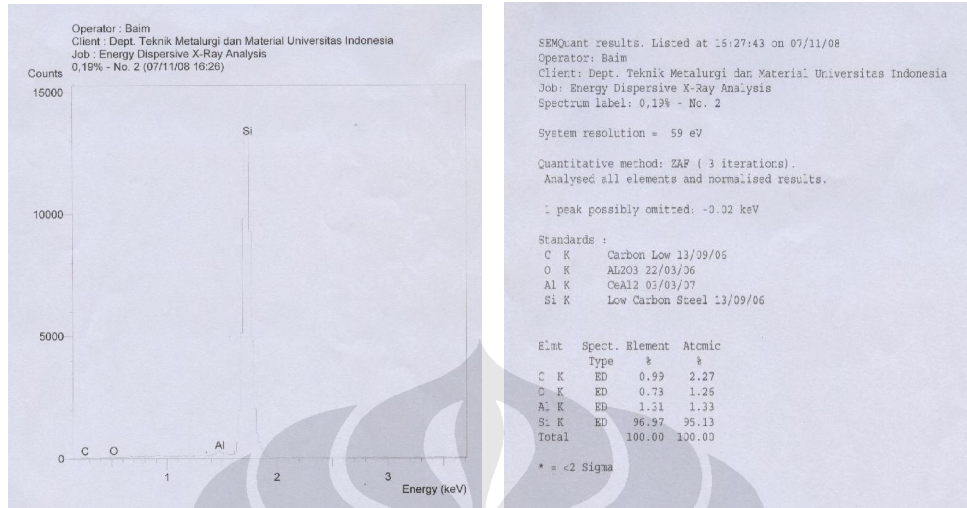 Operator : Baim
Client : Dept. Teknik Metalurgi dan Material Universitas Indonesia
Job : Energy Dispersive X-Ray Analysis
0,19% - No. 2 (07/11/08 16:26)
Counts
15000
Si
10000
5000
C O Al
0
1 2 3
Energy (keV)
SEMQuant results. Listed at 16:27:43 on 07/11/08
Operator: Baim
Client: Dept. Teknik Metalurgi dan Material Universitas Indonesia
Job: Energy Dispersive X-Ray Analysis
Spectrum label: 0,19% - No. 2
System resolution = 59 eV
Quantitative method: ZAF ( 3 iterations).
Analysed all elements and normalised results.
1 peak possibly omitted: -0.02 keV
Standards :
C K Carbon Low 13/09/06
O K AL2O3 22/03/06
Al K CeAl2 03/03/07
Si K Low Carbon Steel 13/09/06
Elmt Spect. Element Atomic
Type % %
C K ED 0.99 2.27
O K ED 0.73 1.26
Al K ED 1.31 1.33
Si K ED 96.97 95.13
Total 100.00 100.00
* = <2 Sigma